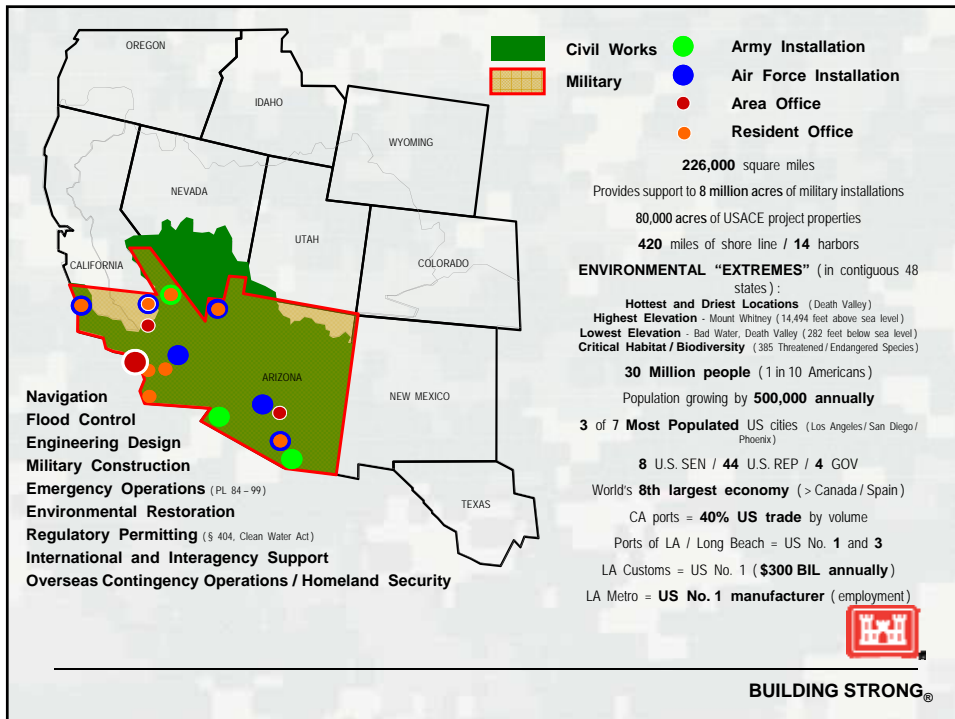 OREGON
IDAHO
WYOMING
NEVADA
UTAH
COLORADO
CALIFORNIA
ARIZONA
NEW MEXICO
TEXAS
Civil Works
Military
Army Installation
Air Force Installation
Area Office
Resident Office
226,000 square miles
Provides support to 8 million acres of military installations
80,000 acres of USACE project properties
420 miles of shore line / 14 harbors
ENVIRONMENTAL “EXTREMES” (in contiguous 48
states) :
Hottest and Driest Locations (Death Valley)
Highest Elevation - Mount Whitney (14,494 feet above sea level)
Lowest Elevation - Bad Water, Death Valley (282 feet below sea level)
Critical Habitat / Biodiversity (385 Threatened / Endangered Species)
30 Million people (1 in 10 Americans)
Population growing by 500,000 annually
3 of 7 Most Populated US cities (Los Angeles / San Diego /
Phoenix)
8 U.S. SEN / 44 U.S. REP / 4 GOV
World's 8th largest economy (> Canada / Spain)
CA ports = 40% US trade by volume
Ports of LA / Long Beach = US No. 1 and 3
LA Customs = US No. 1 ($300 BIL annually)
LA Metro = US No. 1 manufacturer (employment)
Navigation
Flood Control
Engineering Design
Military Construction
Emergency Operations (PL 84–99)
Environmental Restoration
Regulatory Permitting (§ 404, Clean Water Act)
International and Interagency Support
Overseas Contingency Operations / Homeland Security
BUILDING STRONG®